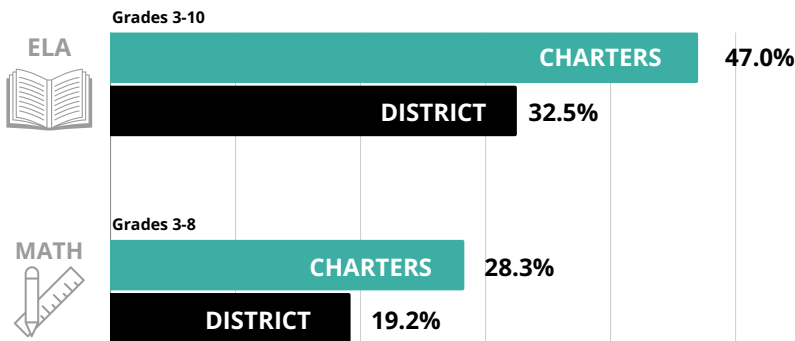 Grades 3-10
ELA
CHARTERS 47.0%
DISTRICT 32.5%
Grades 3-8
MATH
CHARTERS 28.3%
DISTRICT 19.2%